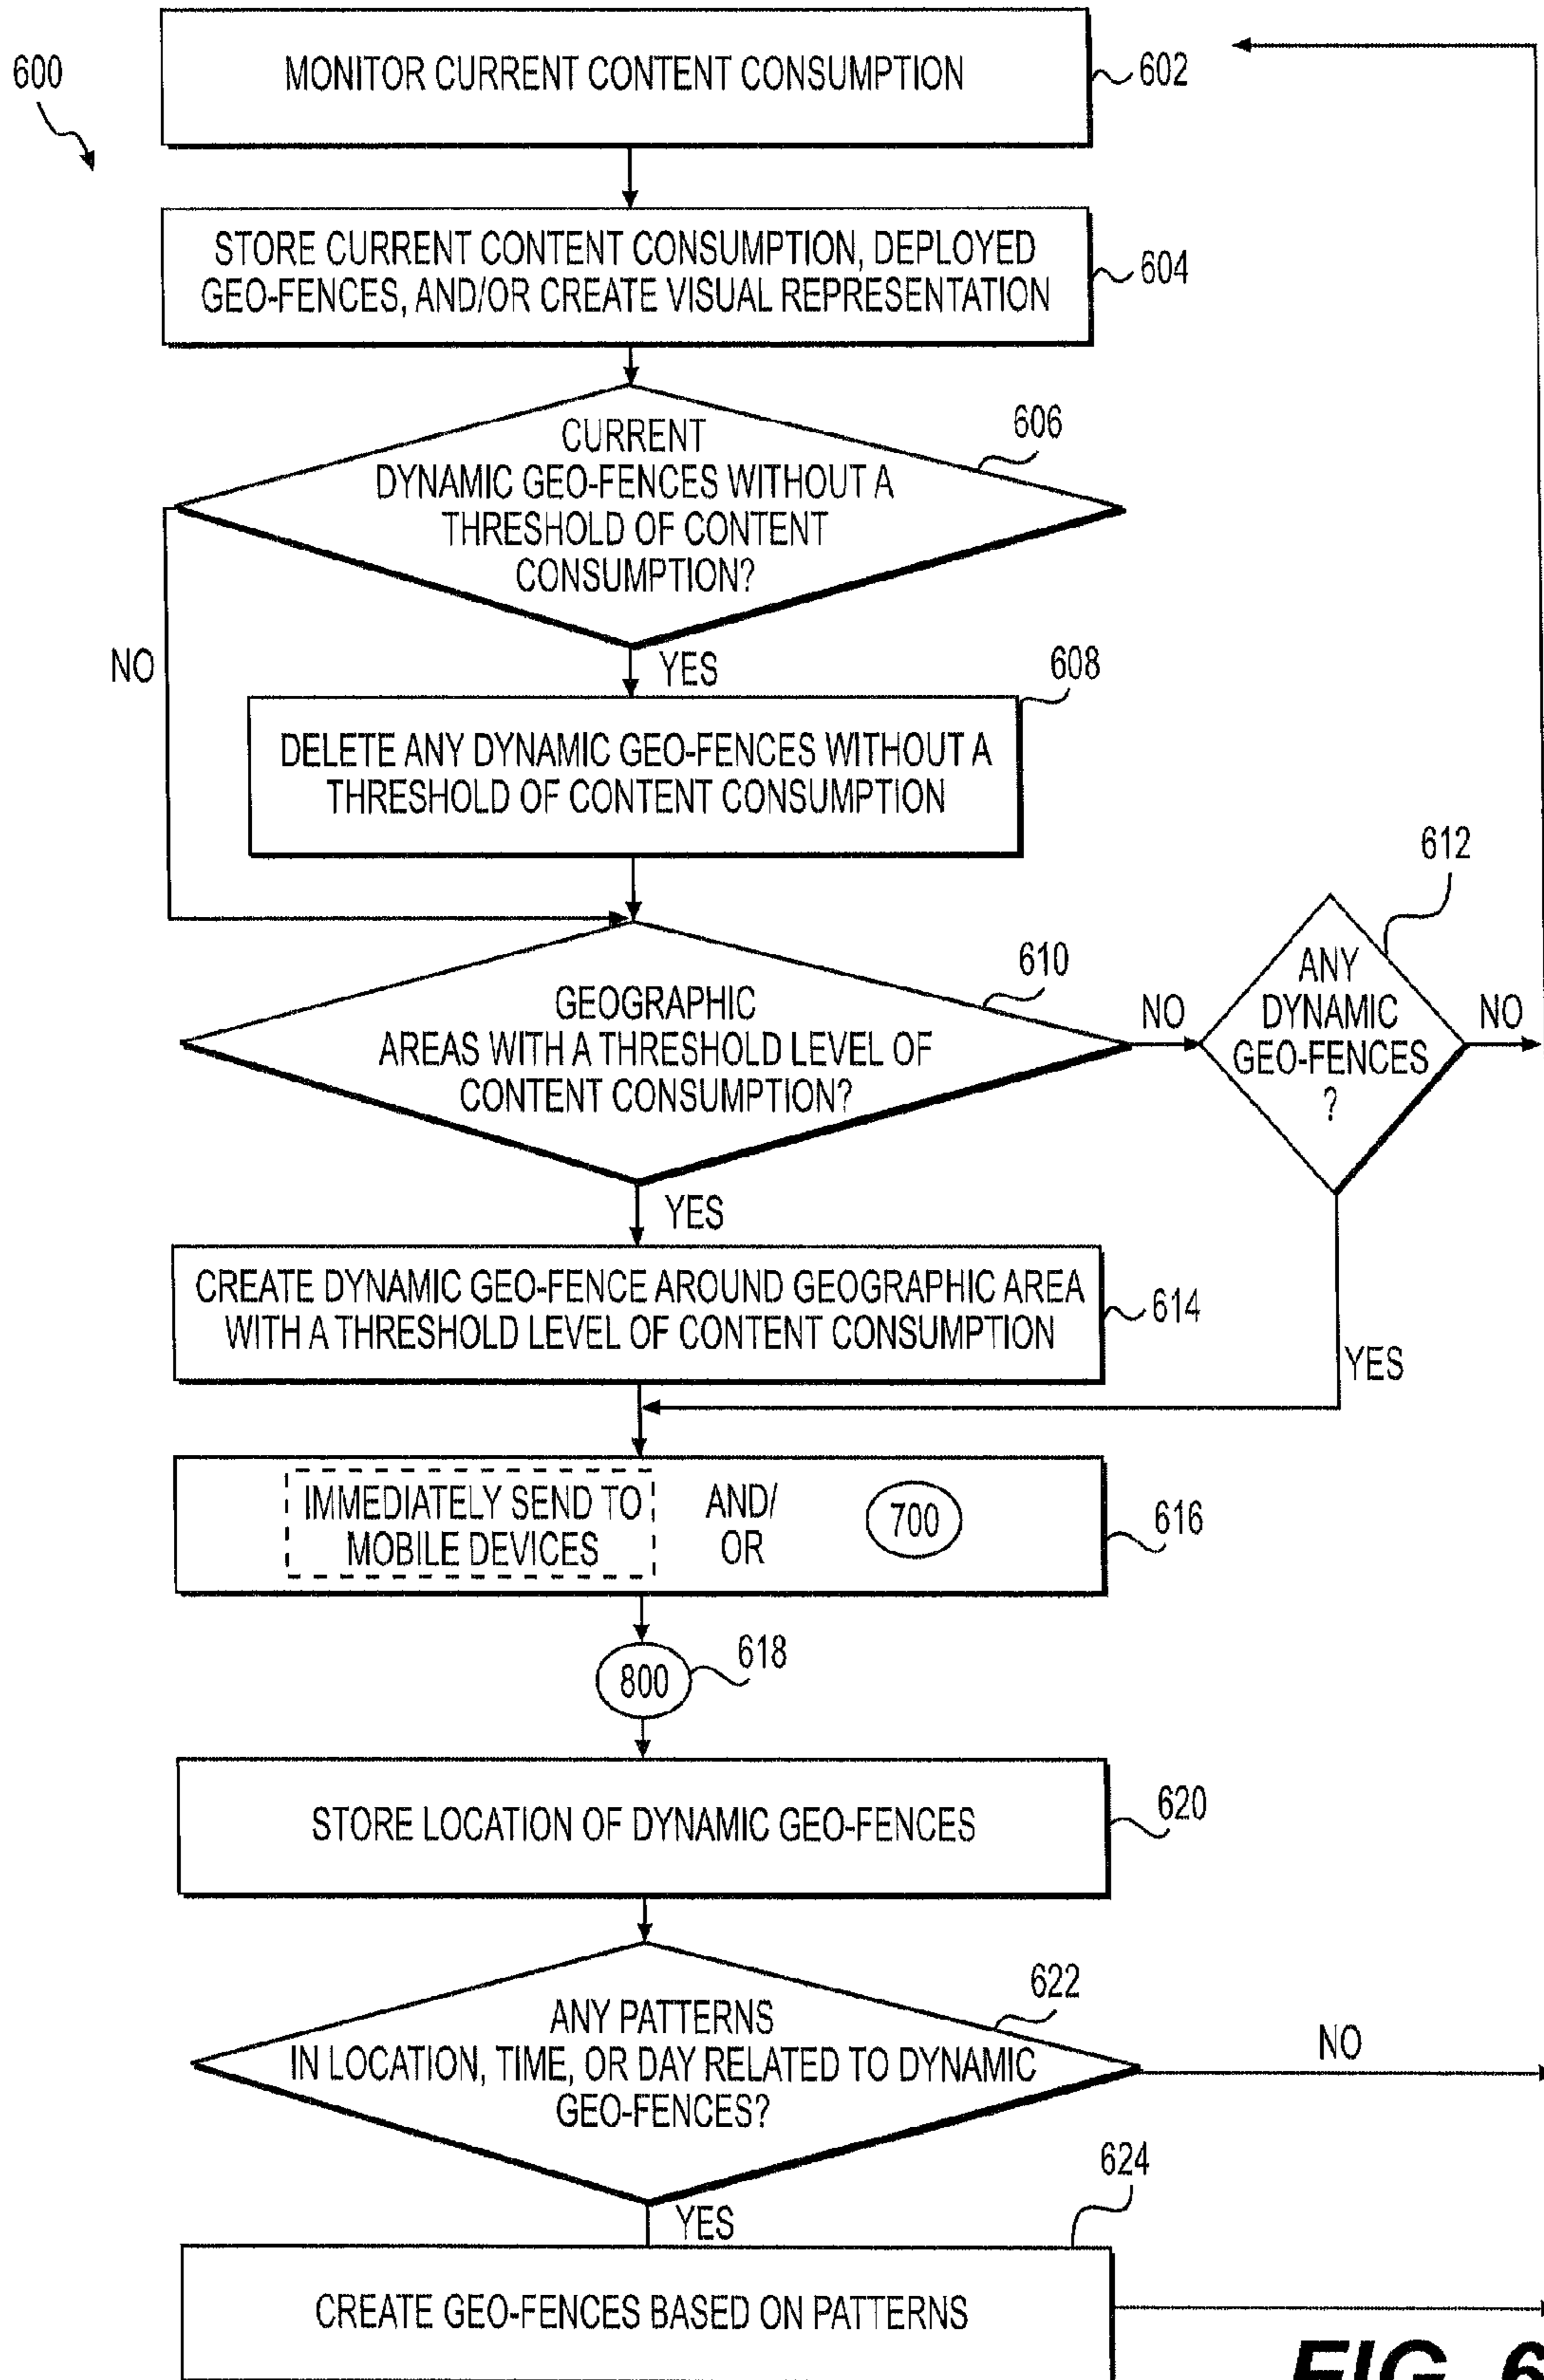 600
MONITOR CURRENT CONTENT CONSUMPTION
602
STORE CURRENT CONTENT CONSUMPTION, DEPLOYED
GEO-FENCES, AND/OR CREATE VISUAL REPRESENTATION
604
CURRENT
DYNAMIC GEO-FENCES WITHOUT A
THRESHOLD OF CONTENT
CONSUMPTION?
606
NO
YES
608
DELETE ANY DYNAMIC GEO-FENCES WITHOUT A
THRESHOLD OF CONTENT CONSUMPTION
GEOGRAPHIC
AREAS WITH A THRESHOLD LEVEL OF
CONTENT CONSUMPTION?
610
NO
612
ANY
DYNAMIC
GEO-FENCES
?
NO
YES
YES
CREATE DYNAMIC GEO-FENCE AROUND GEOGRAPHIC AREA
WITH A THRESHOLD LEVEL OF CONTENT CONSUMPTION
614
IMMEDIATELY SEND TO
MOBILE DEVICES
AND/
OR
700
616
800
618
STORE LOCATION OF DYNAMIC GEO-FENCES
620
ANY PATTERNS
IN LOCATION, TIME, OR DAY RELATED TO DYNAMIC
GEO-FENCES?
622
NO
YES
624
CREATE GEO-FENCES BASED ON PATTERNS
FIG. 6